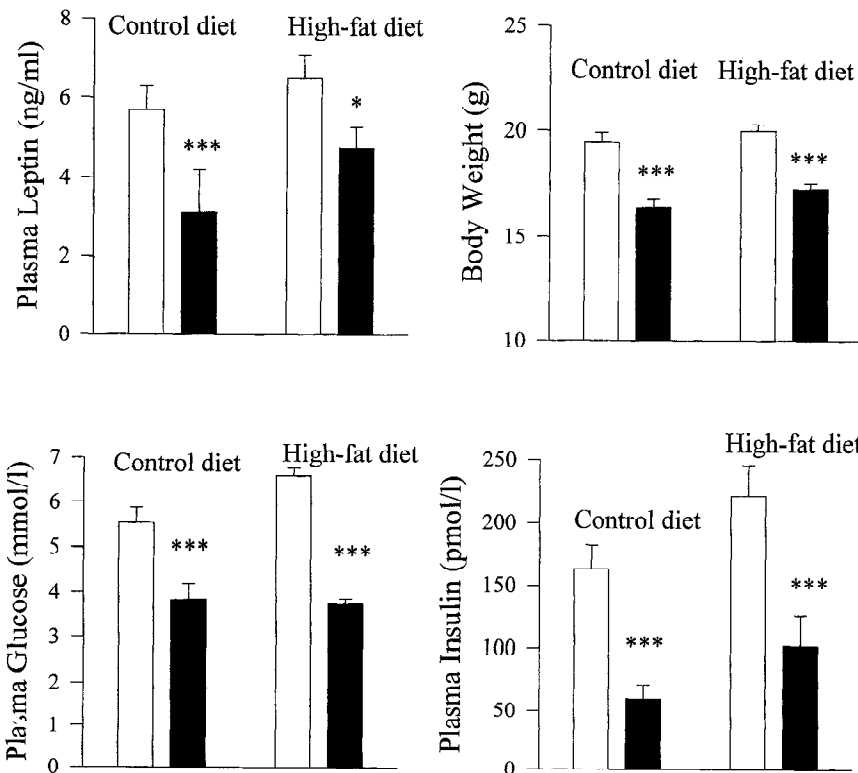 Plasma Leptin (ng/ml)
8
6
4
2
0
Control diet
High-fat diet
***
*
Body Weight (g)
25
20
15
10
Control diet
High-fat diet
***
***
Plasma Glucose (mmol/l)
7
6
5
4
3
2
1
0
Control diet
High-fat diet
***
***
Plasma Insulin (pmol/l)
250
200
150
100
50
0
Control diet
High-fat diet
***
***